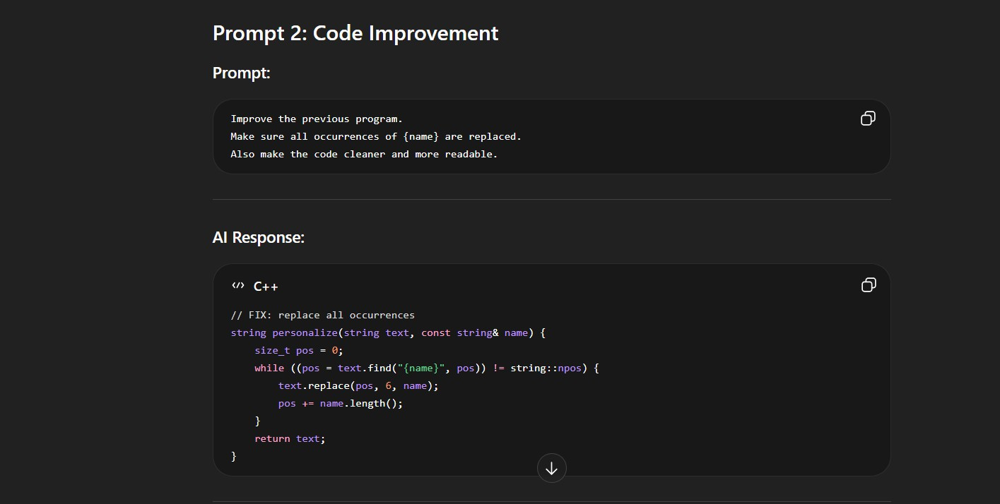 Prompt 2: Code Improvement
Prompt:
Improve the previous program.
Make sure all occurrences of {name} are replaced.
Also make the code cleaner and more readable.
AI Response:
C++
// FIX: replace all occurrences
string personalize(string text, const string& name) {
    size_t pos = 0;
    while ((pos = text.find("{name}", pos)) != string::npos) {
        text.replace(pos, 6, name);
        pos += name.length();
    }
    return text;
}